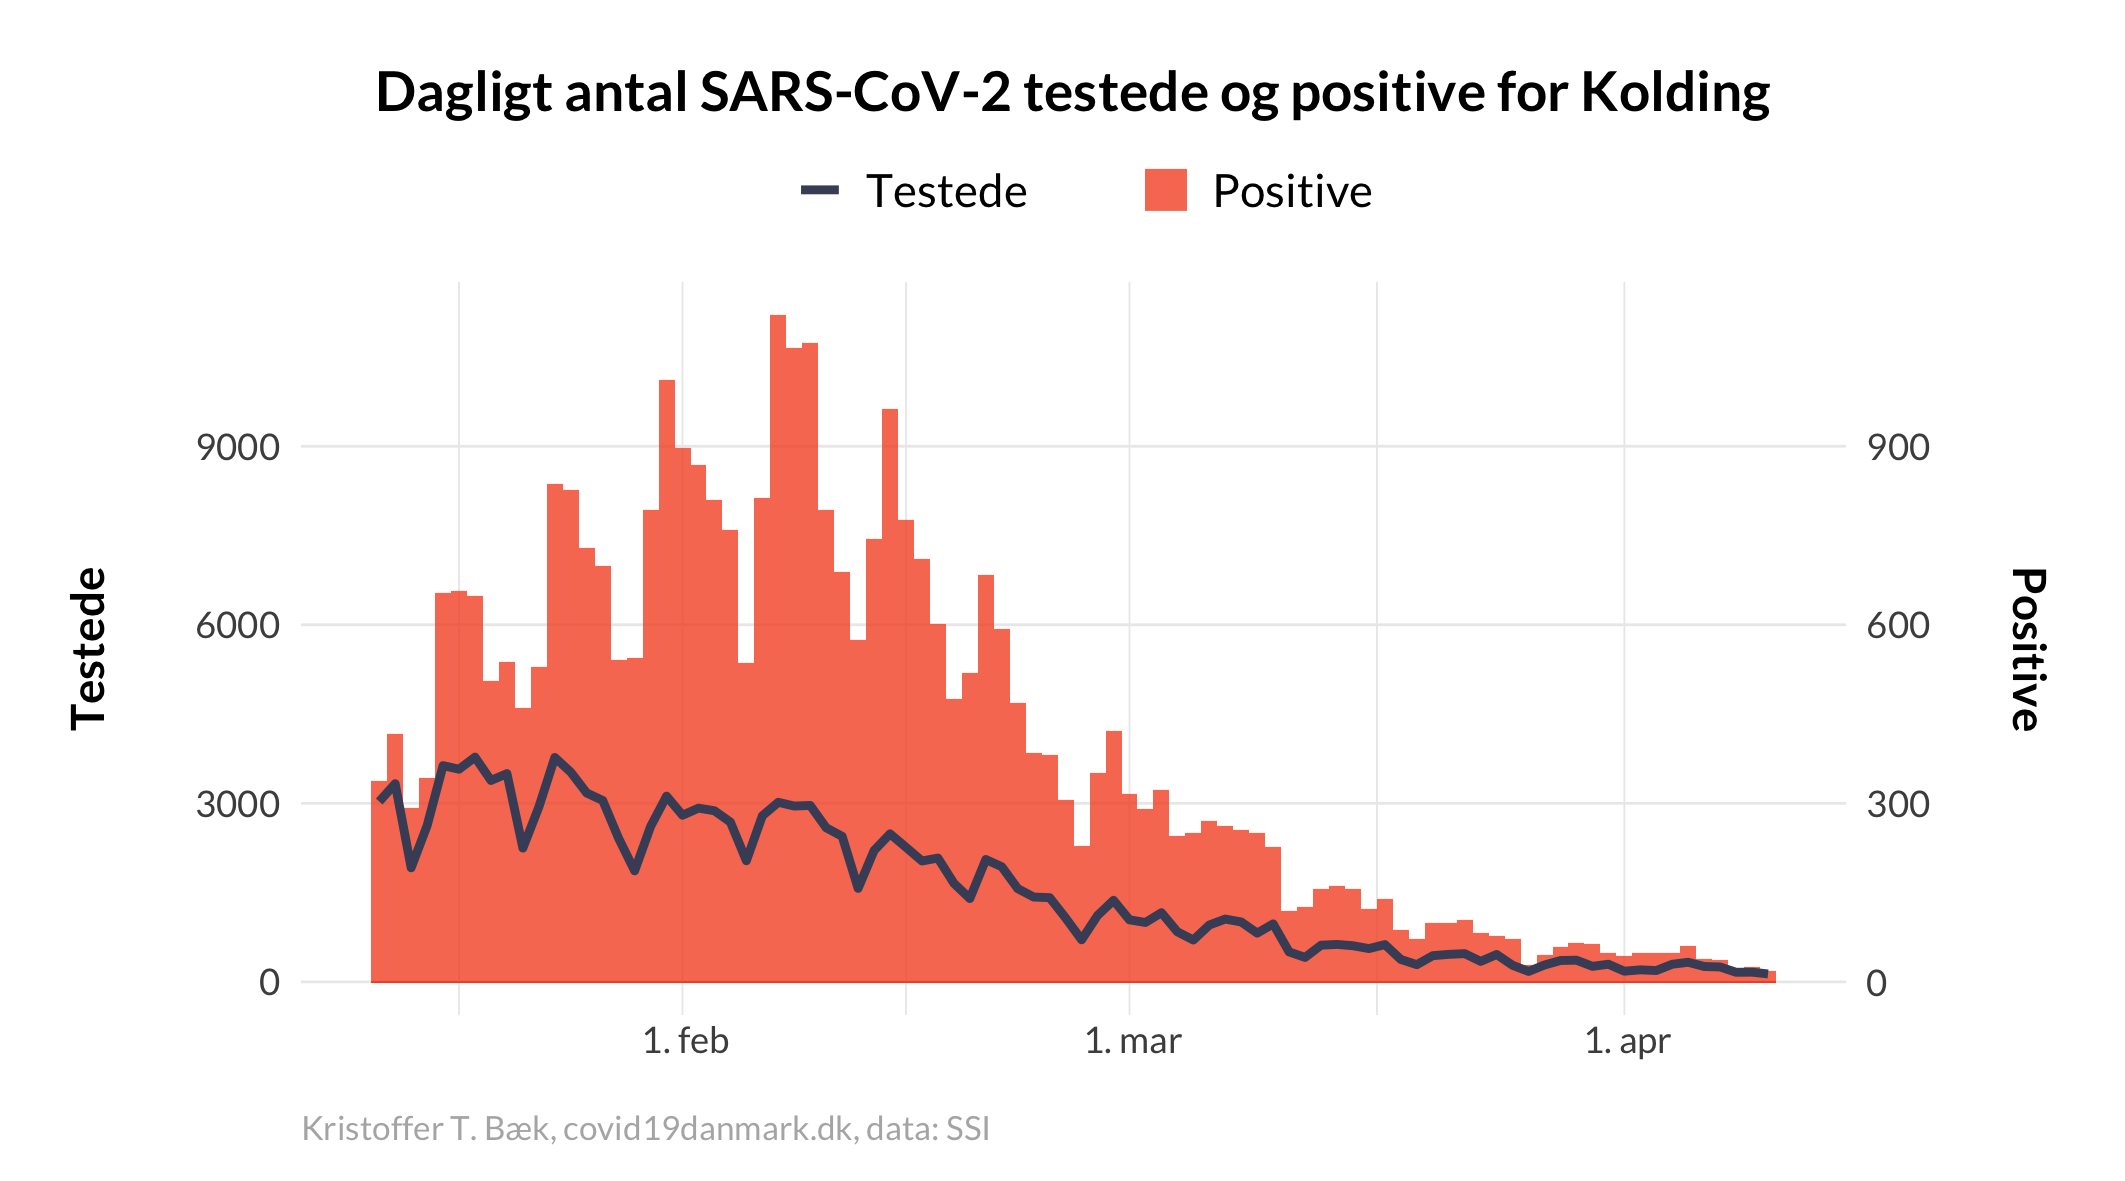 Dagligt antal SARS-CoV-2 testede og positive for Kolding
Testede
Positive
9000
6000
3000
0
Testede
900
600
300
0
Positive
1. feb
1. mar
1. apr
Kristoffer T. Bæk, covid19danmark.dk, data: SSI